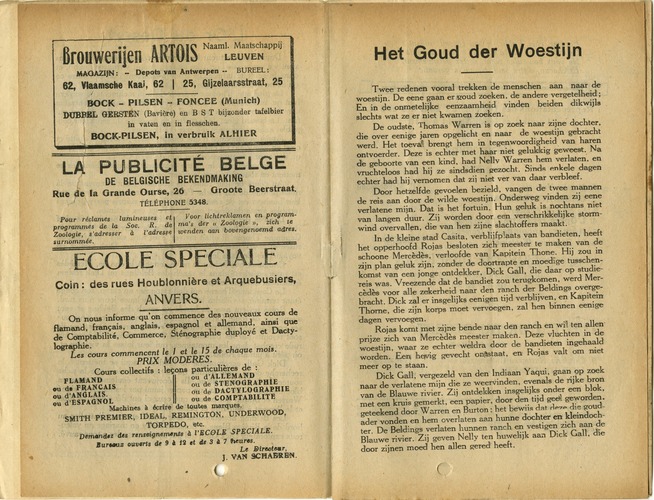 Brouwerijen ARTOIS Naaml. Maatschappij
LEUVEN
MAGAZIJN: - Depots van Antwerpen - BUREEL:
62, Vlaamsche Kaai, 62 | 25, Gijzelaarsstraat, 25
BOCK - PILSEN - FONCEE (Munich)
DUBBEL GERSTEN (Bavière) en B S T bijzonder tafelbier
in vaten en in flesschen.
BOCK-PILSEN, in verbruik ALHIER
LA PUBLICITÉ BELGE
DE BELGISCHE BEKENDMAKING
Rue de la Grande Ourse, 26 — Groote Beerstraat.
TÉLÉPHONE 5348.
Pour réclames lumineuses et
programmes de la Soc. R. de
Zoologie, s'adresser à l'adresse
surnommée.
Voor lichtreklamen en program-
ma's der « Zoologie », zich te
wenden aan bovengenoemd adres.
ECOLE SPECIALE
Coin: des rues Houblonnière et Arquebusiers,
ANVERS.
On nous informe qu'on commence des nouveaux cours de
flamand, français, anglais, espagnol et allemand, ainsi que
de Comptabilité, Commerce, Sténographie duployé et Dacty-
lographie.
Les cours commencent le 1 et le 15 de chaque mois.
PRIX MODERES.
Cours collectifs: leçons particulières de:
FLAMAND
ou de FRANCAIS
ou d'ANGLAIS.
ou d'ESPAGNOL
ou d'ALLEMAND
ou de STENOGRAPHIE
ou de DACTYLOGRAPHIE
ou de COMPTABILITE
Machines à écrire de toutes marques.
SMITH PREMIER, IDEAL, REMINGTON, UNDERWOOD,
TORPEDO, etc.
Demandez des renseignements à l'ECOLE SPECIALE.
Bureaux ouverts de 9 à 12 et de 3 à 7 heures.
Le Directeur,
J. VAN SCHAEREN.
Het Goud der Woestijn
Twee redenen vooral trekken de menschen aan naar de
woestijn. De eene gaan er goud zoeken, de andere vergetelheid;
En in de onmetelijke eenzaamheid vinden beiden dikwijls
slechts wat ze er niet kwamen zoeken.
De oudste, Thomas Warren is op zoek naar zijne dochter,
die over eenige jaren opgelicht en naar de woestijn gebracht
werd. Het toeval brengt hem in tegenwoordigheid van haren
ontvoerder. Deze is echter met haar niet gelukkig geweest. Na
de geboorte van een kind, had Nelly Warren hem verlaten, en
vruchteloos had hij ze sindsdien gezocht. Sinds enkele dagen
echter had hij vernomen dat zij niet ver van daar verbleef.
Door hetzelfde gevoelen bezield, vangen de twee mannen
de reis aan door de wilde woestijn. Onderweg vinden zij eene
verlatene mijn. Dat is het fortuin. Hun geluk is nochtans niet
van langen duur. Zij worden door een verschrikkelijke storm-
wind overvallen, die van hen zijne slachtoffers maakt.
In de kleine stad Casita, verblijfplaats van bandieten, heeft
het opperhoofd Rojas besloten zich meester te maken van de
schoone Mercèdès, verloofde van Kapitein Thone. Hij zou in
zijn plan geluk zijn, zonder de doortrapte en moedige tusschen-
komst van een jonge ontdekker, Dick Gall, die daar op studie-
reis was. Vreezende dat de bandiet zou terugkomen, werd Mer-
cèdès voor alle zekerheid naar den ranch der Beldings overge-
bracht. Dick zal er insgelijks eenigen tijd verblijven, en Kapitein
Thorne, die zijn korps moet vervoegen, zal hen binnen eenige
dagen vervoegen.
Rojas komt met zijne bende naar den ranch en wil ten allen
prijze zich van Mercèdès meester maken. Deze vluchten in de
woestijn, waar ze echter weldra door de bandieten ingehaald
worden. Een hevig gevecht ontstaat, en Rojas valt om niet
meer op te staan.
Dick Gall, vergezeld van den Indiaan Yaqui, gaan op zoek
naar de verlatene mijn die ze weervinden, evenals de rijke bron
van de Blauwe rivier. Zij ontdekken insgelijks onder een blok,
met een kruis gemerkt, een papier, door den tijd geel geworden,
geteekend door Warren en Burton; het bewijs dat deze die goud-
ader vonden en hem overlaten aan hunne dochter en kleindoch-
ter. De Beldings verlaten hunnen ranch en vestigen zich aan de
Blauwe rivier. Zij geven Nelly ten huwelijk aan Dick Gall, die
door zijnen moed hen allen gered heeft.